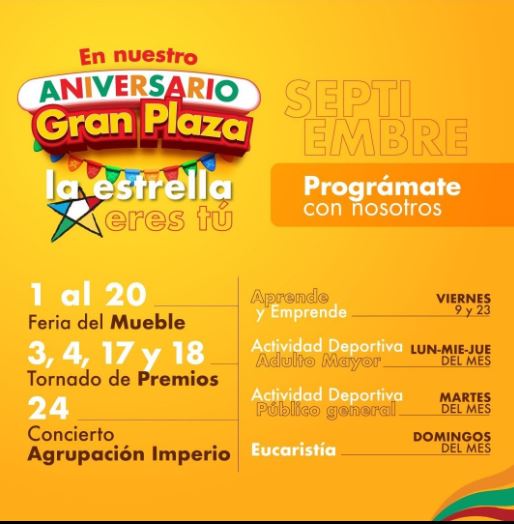 En nuestro
ANIVERSARIO
Gran Plaza
la estrella
eres tú
SEPTI
EMBRE
Prográmate
con nosotros
1 al 20
Feria del Mueble
3, 4, 17 y 18
Tornado de Premios
24
Concierto
Agrupación Imperio
Aprende
y Emprende
VIERNES
9 y 23
Actividad Deportiva
Adulto Mayor
LUN-MIE-JUE
DEL MES
Actividad Deportiva
Público general
MARTES
DEL MES
Eucaristía
DOMINGOS
DEL MES